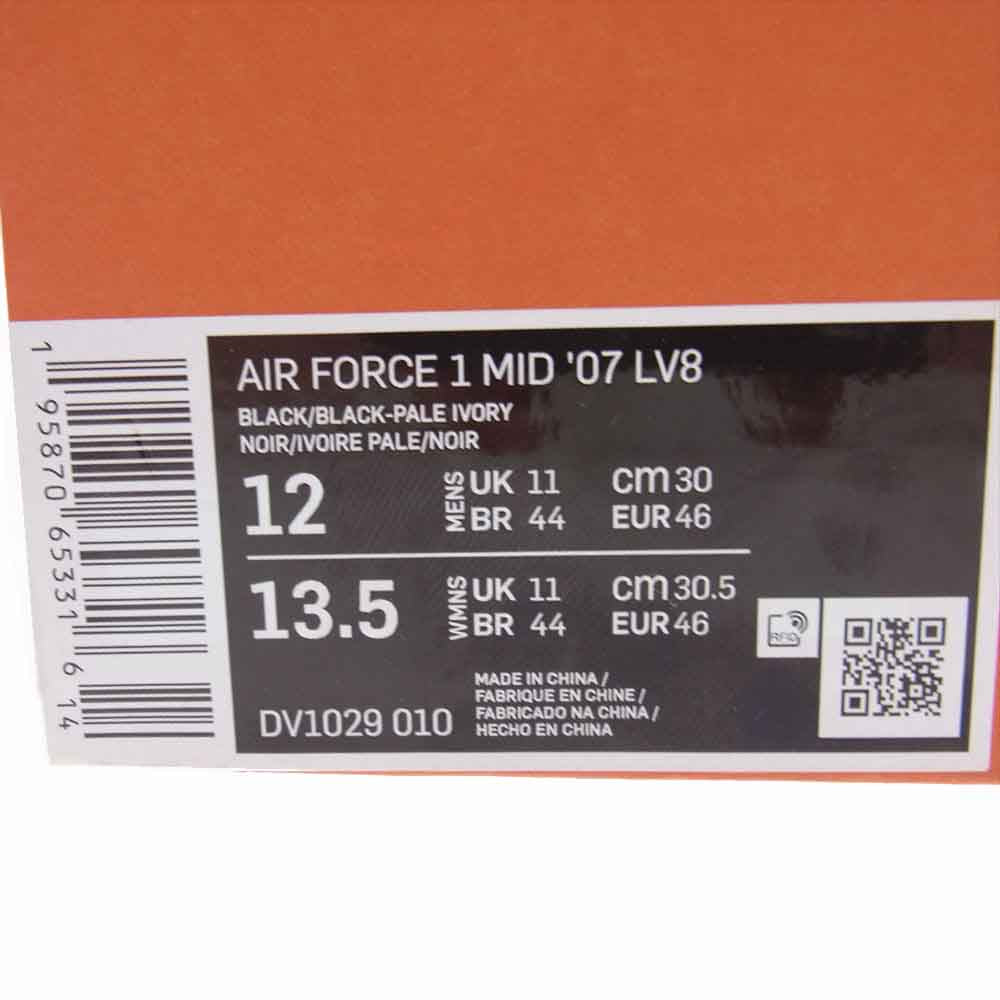 AIR FORCE 1 MID '07 LV8
BLACK/BLACK-PALE IVORY
NOIR/IVOIRE PALE/NOIR
12 MENS UK 11 cm 30
BR 44 EUR 46
13.5 WMNS UK 11 cm 30.5
BR 44 EUR 46
RFID
DV1029 010
MADE IN CHINA /
FABRIQUE EN CHINE /
FABRICADO NA CHINA /
HECHO EN CHINA
1 95870 65331 6 14